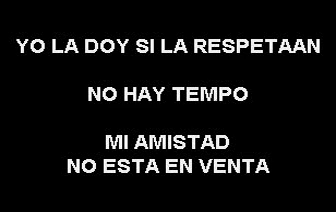 YO LA DOY SI LA RESPETAAN
NO HAY TEMPO
MI AMISTAD
NO ESTA EN VENTA